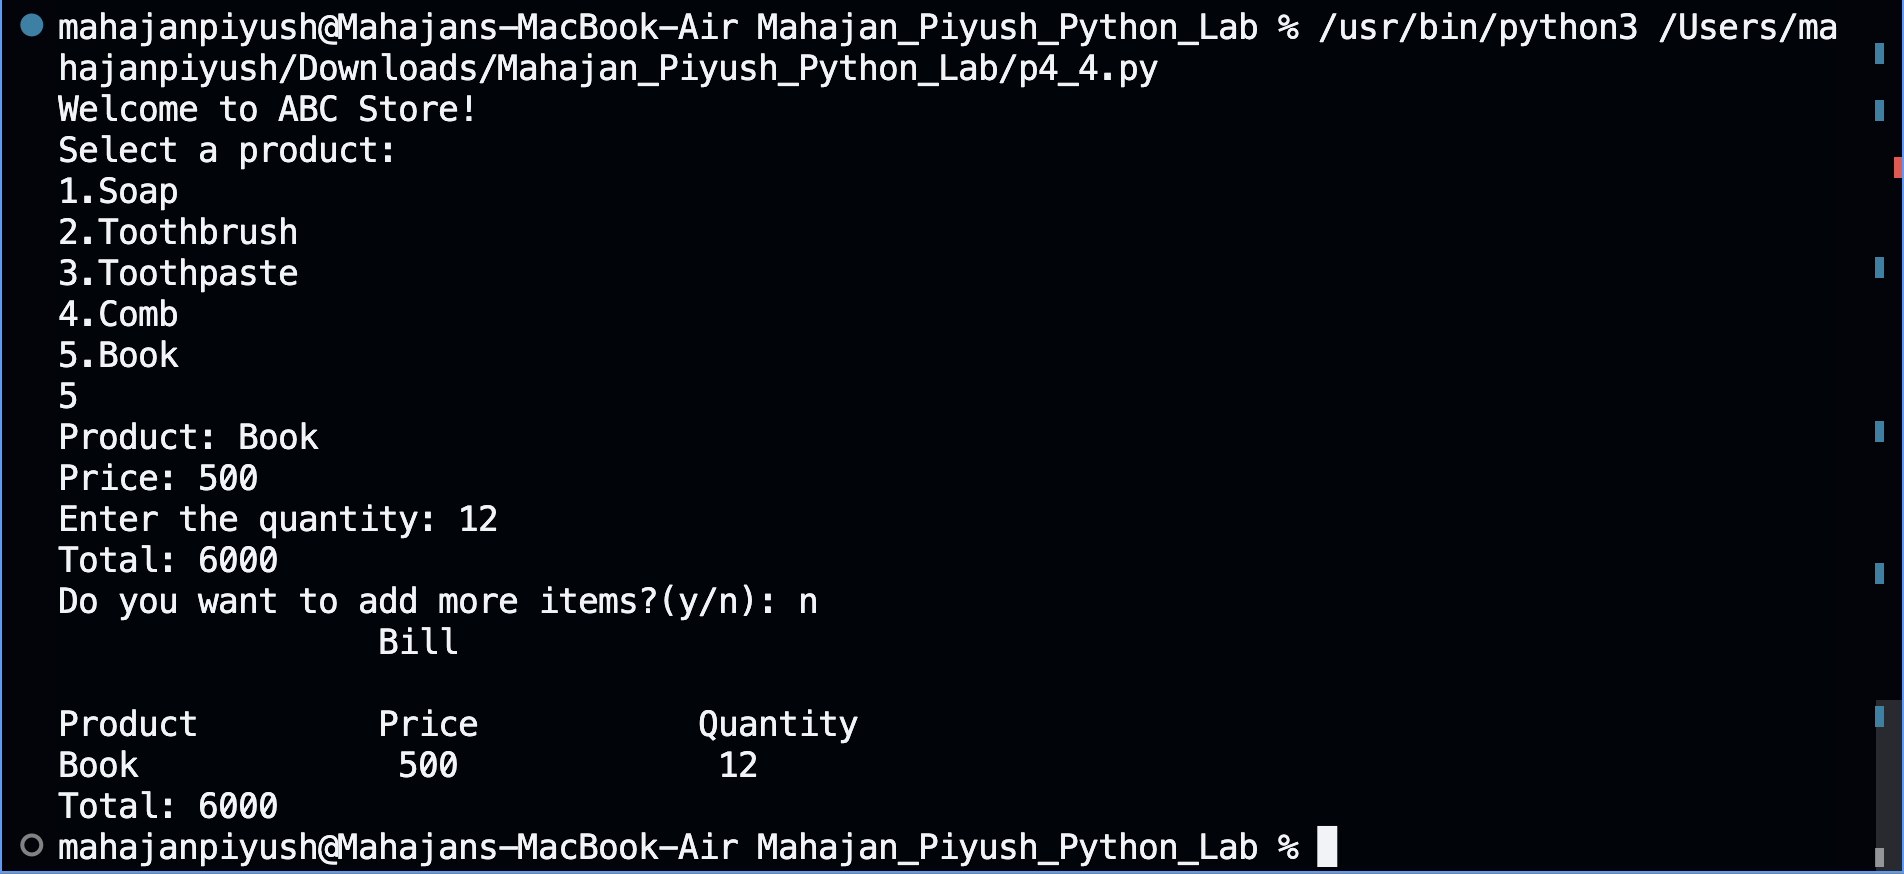 mahajanpiyush@Mahajans-MacBook-Air Mahajan_Piyush_Python_Lab % /usr/bin/python3 /Users/ma
hajanpiyush/Downloads/Mahajan_Piyush_Python_Lab/p4_4.py
Welcome to ABC Store!
Select a product:
1.Soap
2.Toothbrush
3.Toothpaste
4.Comb
5.Book
5
Product: Book
Price: 500
Enter the quantity: 12
Total: 6000
Do you want to add more items?(y/n): n
                Bill

Product         Price           Quantity
Book             500             12
Total: 6000
mahajanpiyush@Mahajans-MacBook-Air Mahajan_Piyush_Python_Lab %